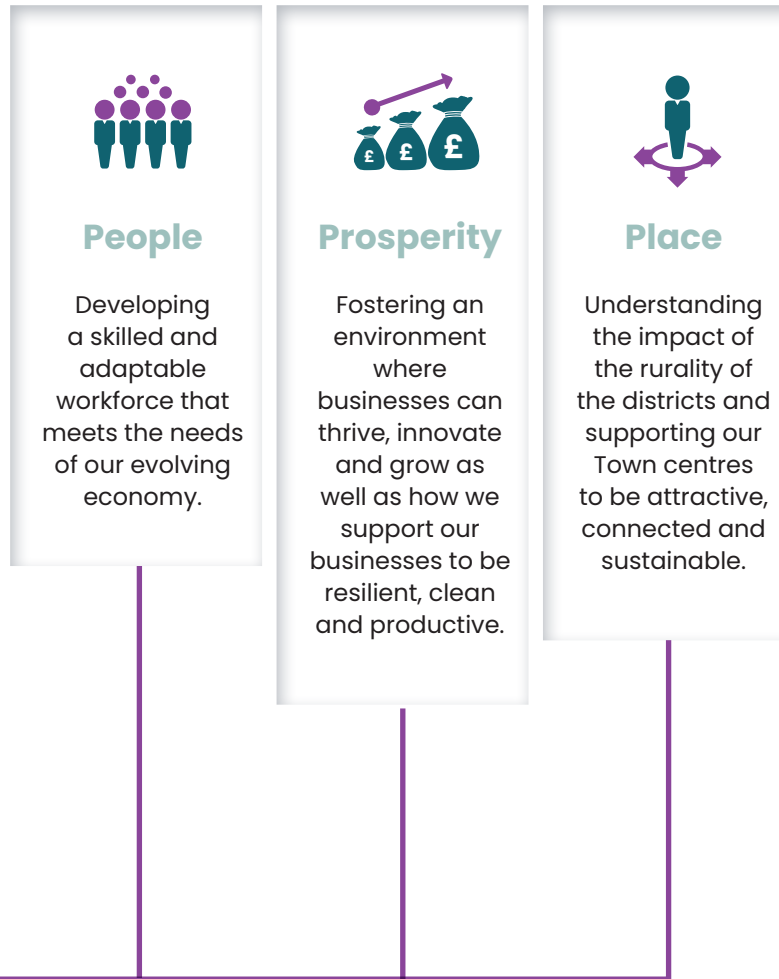 People
Developing
a skilled and
adaptable
workforce that
meets the needs
of our evolving
economy.
£
£
£
Prosperity
Fostering an
environment
where
businesses can
thrive, innovate
and grow as
well as how we
support our
businesses to be
resilient, clean
and productive.
Place
Understanding
the impact of
the rurality of
the districts and
supporting our
Town centres
to be attractive,
connected and
sustainable.